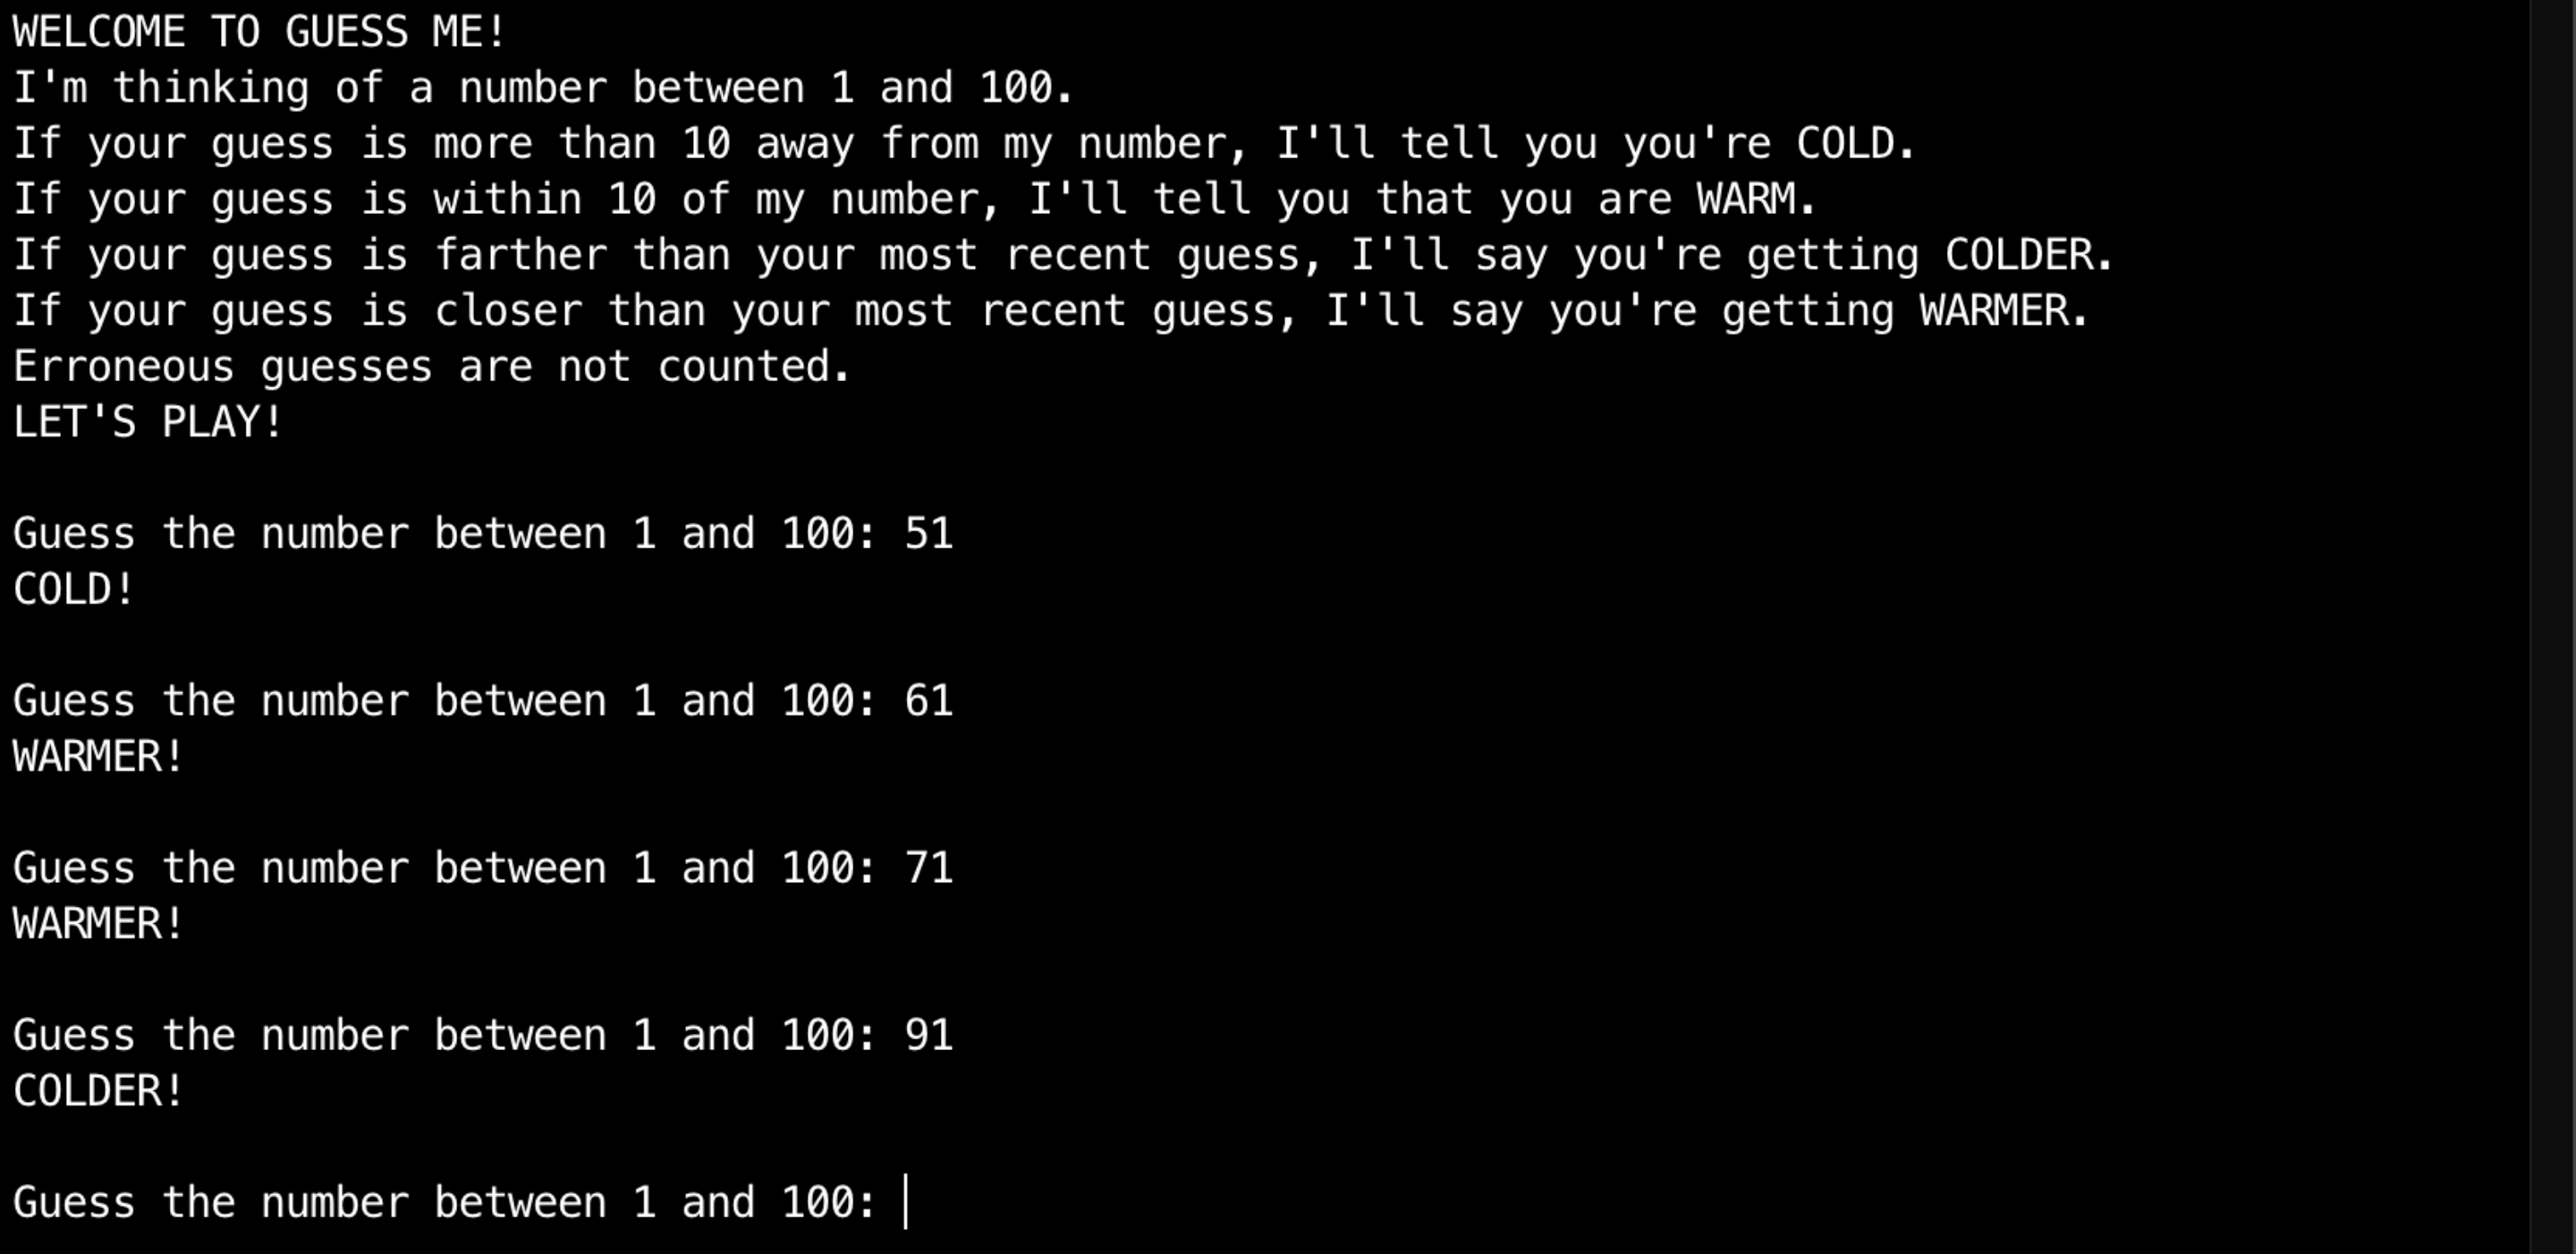 WELCOME TO GUESS ME!
I'm thinking of a number between 1 and 100.
If your guess is more than 10 away from my number, I'll tell you you're COLD.
If your guess is within 10 of my number, I'll tell you that you are WARM.
If your guess is farther than your most recent guess, I'll say you're getting COLDER.
If your guess is closer than your most recent guess, I'll say you're getting WARMER.
Erroneous guesses are not counted.
LET'S PLAY!
Guess the number between 1 and 100: 51
COLD!
Guess the number between 1 and 100: 61
WARMER!
Guess the number between 1 and 100: 71
WARMER!
Guess the number between 1 and 100: 91
COLDER!
Guess the number between 1 and 100: